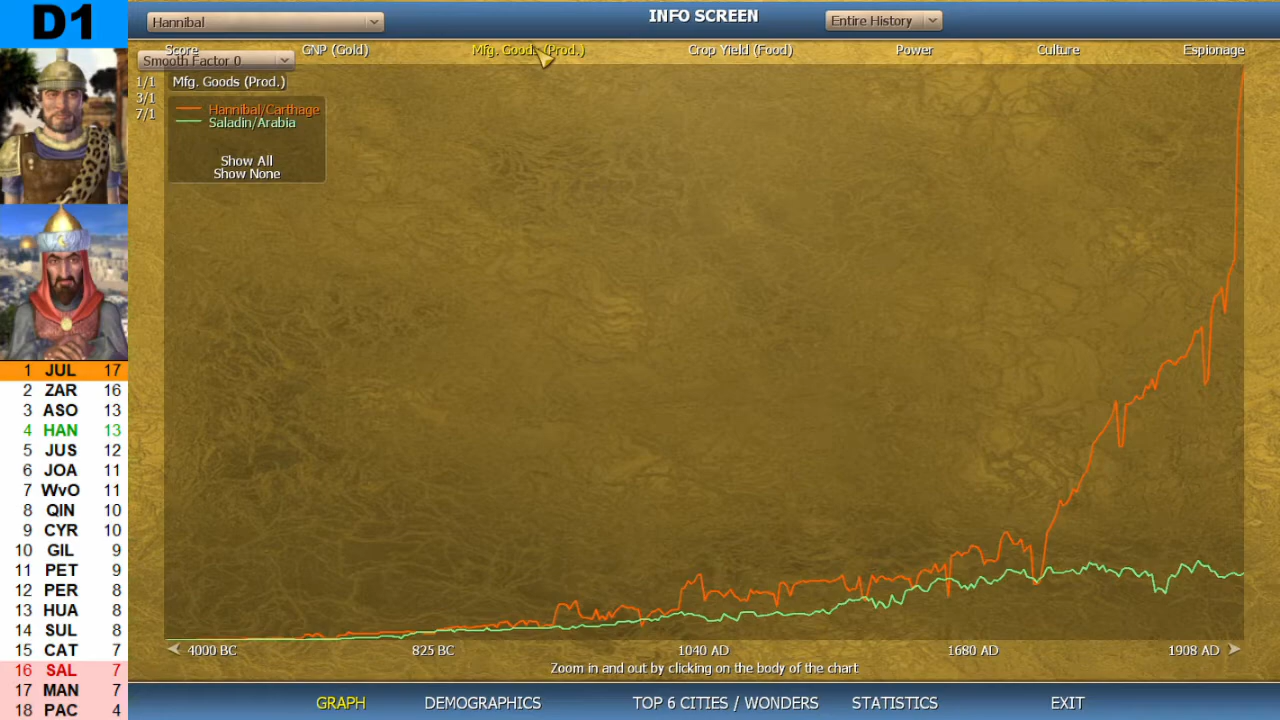 D1
Hannibal
INFO SCREEN
Entire History
Score GNP (Gold) Mfg. Goods (Prod.) Crop Yield (Food) Power Culture Espionage
Smooth Factor 0
1/1
3/1
7/1
Mfg. Goods (Prod.)
Hannibal/Carthage
Saladin/Arabia
Show All
Show None
1 JUL 17
2 ZAR 16
3 ASO 13
4 HAN 13
5 JUS 12
6 JOA 11
7 WvO 11
8 QIN 10
9 CYR 10
10 GIL 9
11 PET 9
12 PER 8
13 HUA 8
14 SUL 8
15 CAT 7
16 SAL 7
17 MAN 7
18 PAC 4
4000 BC 825 BC 1040 AD 1680 AD 1908 AD
Zoom in and out by clicking on the body of the chart
GRAPH DEMOGRAPHICS TOP 6 CITIES / WONDERS STATISTICS EXIT